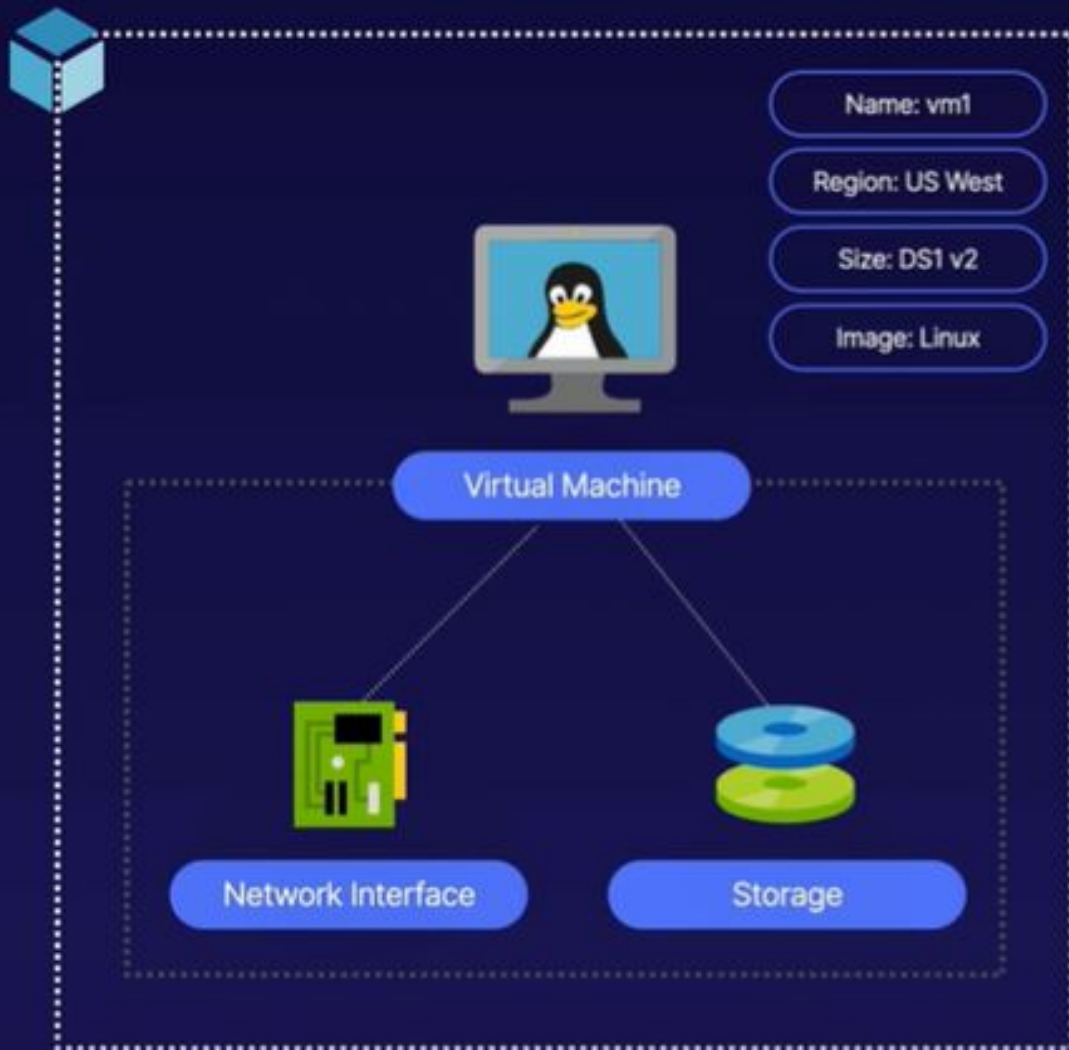 Name: vm1
Region: US West
Size: DS1 v2
Image: Linux
Virtual Machine
Network Interface
Storage